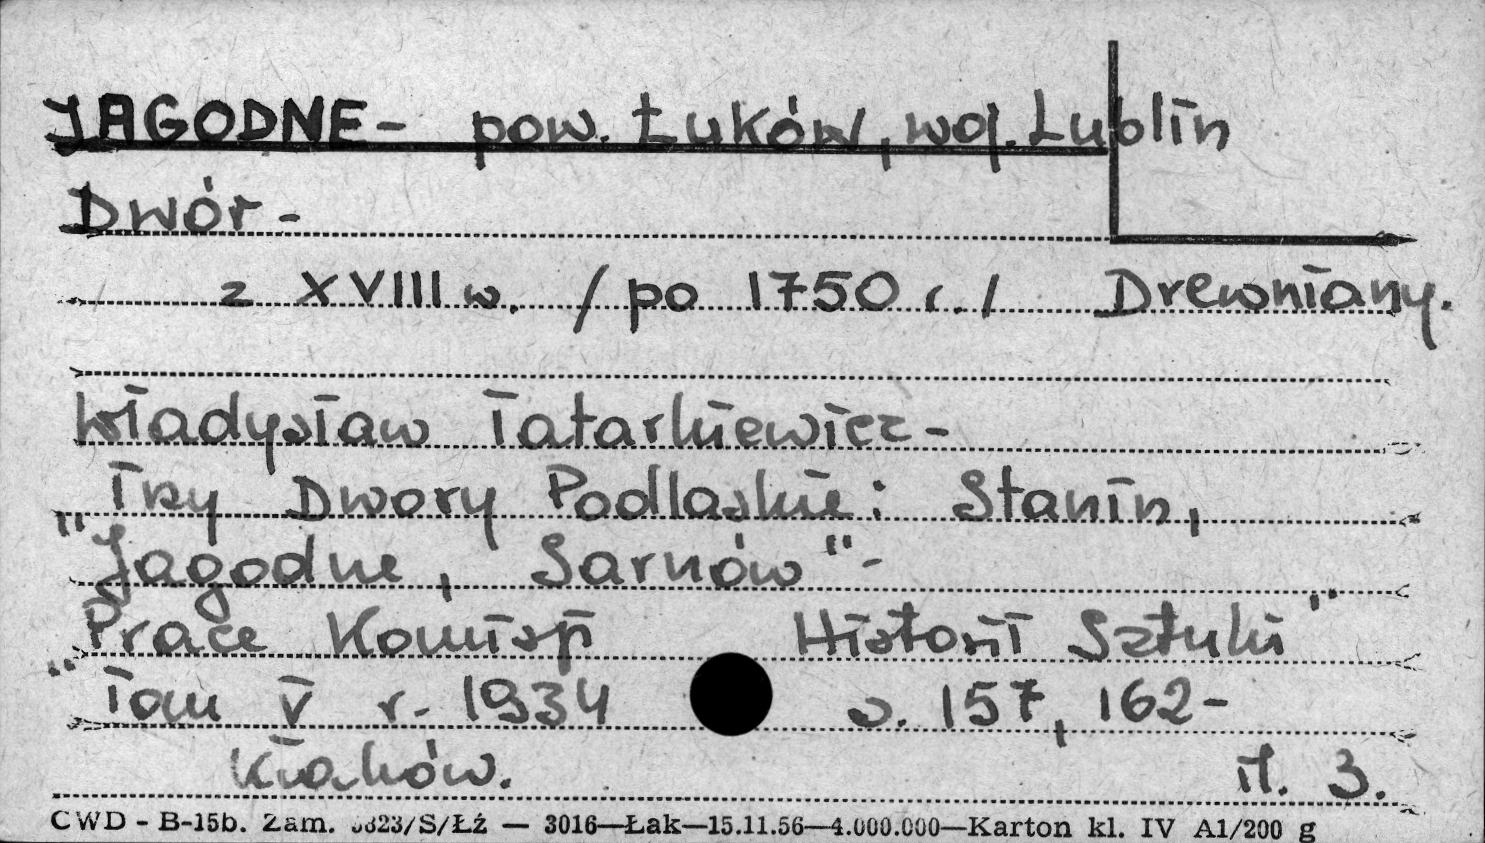 JAGODNE - pow. Łuków, woj. Lublin
Dwór -
z XVIII w. / po 1750 r. / Drewniany.
Władysław Tatarkiewicz -
"Trzy Dwory Podlaskie: Stanin,
Jagodne, Sarnów" -
"Prace Komisji Historii Sztuki"
Tom V r. 1934 s. 157, 162 -
Kraków. il. 3.
CWD - B-15b. Zam. 3823/S/ŁŻ — 3016—Łak—15.11.56—4.000.000—Karton kl. IV A1/200 g